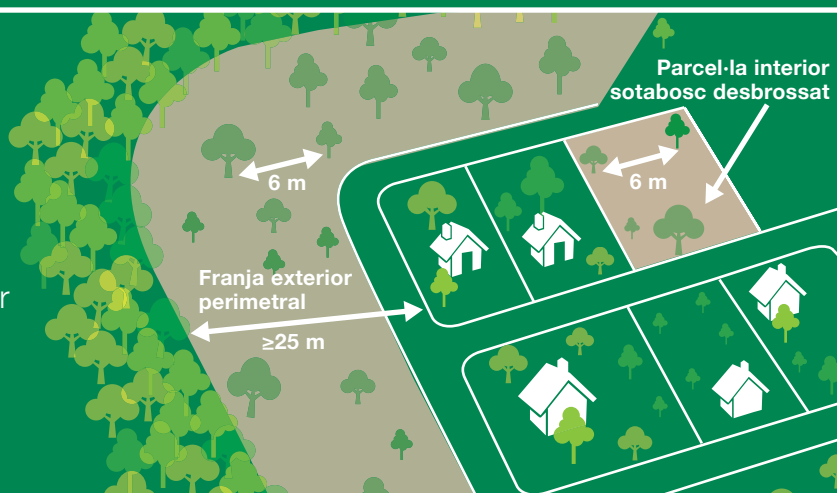 Parcel·la interior
sotabosc desbrossat
6 m
6 m
Franja exterior
perimetral
≥25 m
r